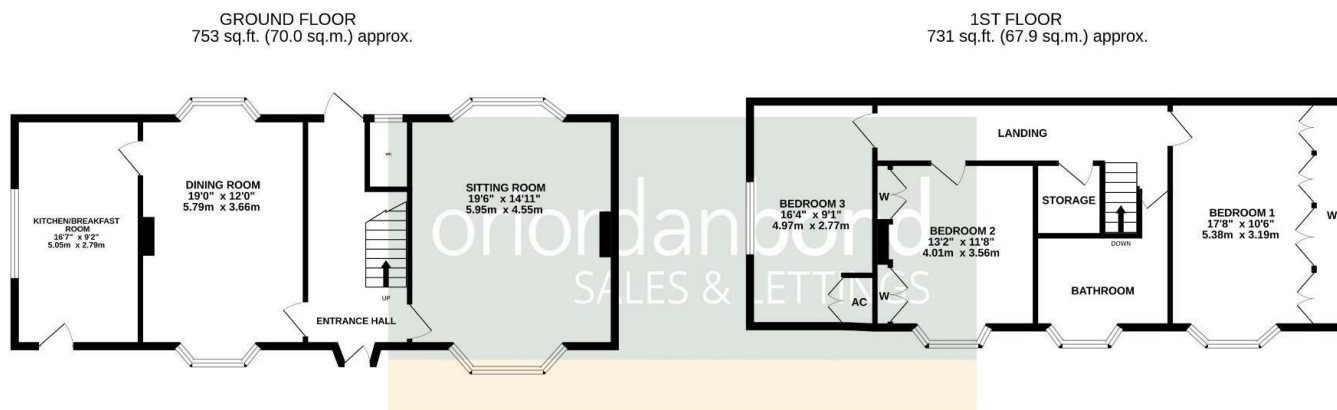 GROUND FLOOR
753 sq.ft. (70.0 sq.m.) approx.
1ST FLOOR
731 sq.ft. (67.9 sq.m.) approx.
KITCHEN/BREAKFAST
ROOM
16'7" x 9'2"
5.05m x 2.79m
DINING ROOM
19'0" x 12'0"
5.79m x 3.66m
UP
ENTRANCE HALL
SITTING ROOM
19'6" x 14'11"
5.95m x 4.55m
oriordanbond
SALES & LETTINGS
BEDROOM 3
16'4" x 9'1"
4.97m x 2.77m
AC
W
W
BEDROOM 2
13'2" x 11'8"
4.01m x 3.56m
LANDING
STORAGE
DOWN
BATHROOM
BEDROOM 1
17'8" x 10'6"
5.38m x 3.19m
W